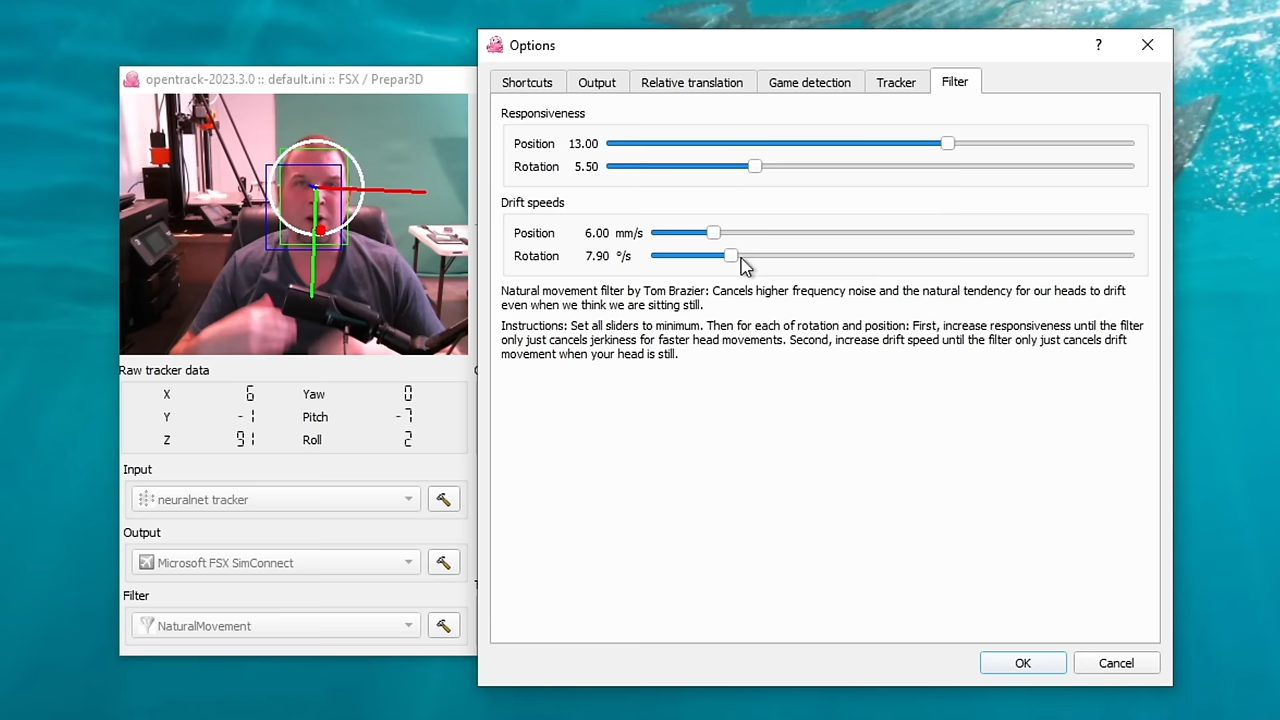 opentrack-2023.3.0 :: default.ini :: FSX / Prepar3D
Raw tracker data
X 6 Yaw 0
Y -1 Pitch -7
Z 91 Roll 2
Input
neuralnet tracker
Output
Microsoft FSX SimConnect
Filter
NaturalMovement
Options
?
Shortcuts Output Relative translation Game detection Tracker Filter
Responsiveness
Position 13.00
Rotation 5.50
Drift speeds
Position 6.00 mm/s
Rotation 7.90 °/s
Natural movement filter by Tom Brazier: Cancels higher frequency noise and the natural tendency for our heads to drift
even when we think we are sitting still.
Instructions: Set all sliders to minimum. Then for each of rotation and position: First, increase responsiveness until the filter
only just cancels jerkiness for faster head movements. Second, increase drift speed until the filter only just cancels drift
movement when your head is still.
OK Cancel